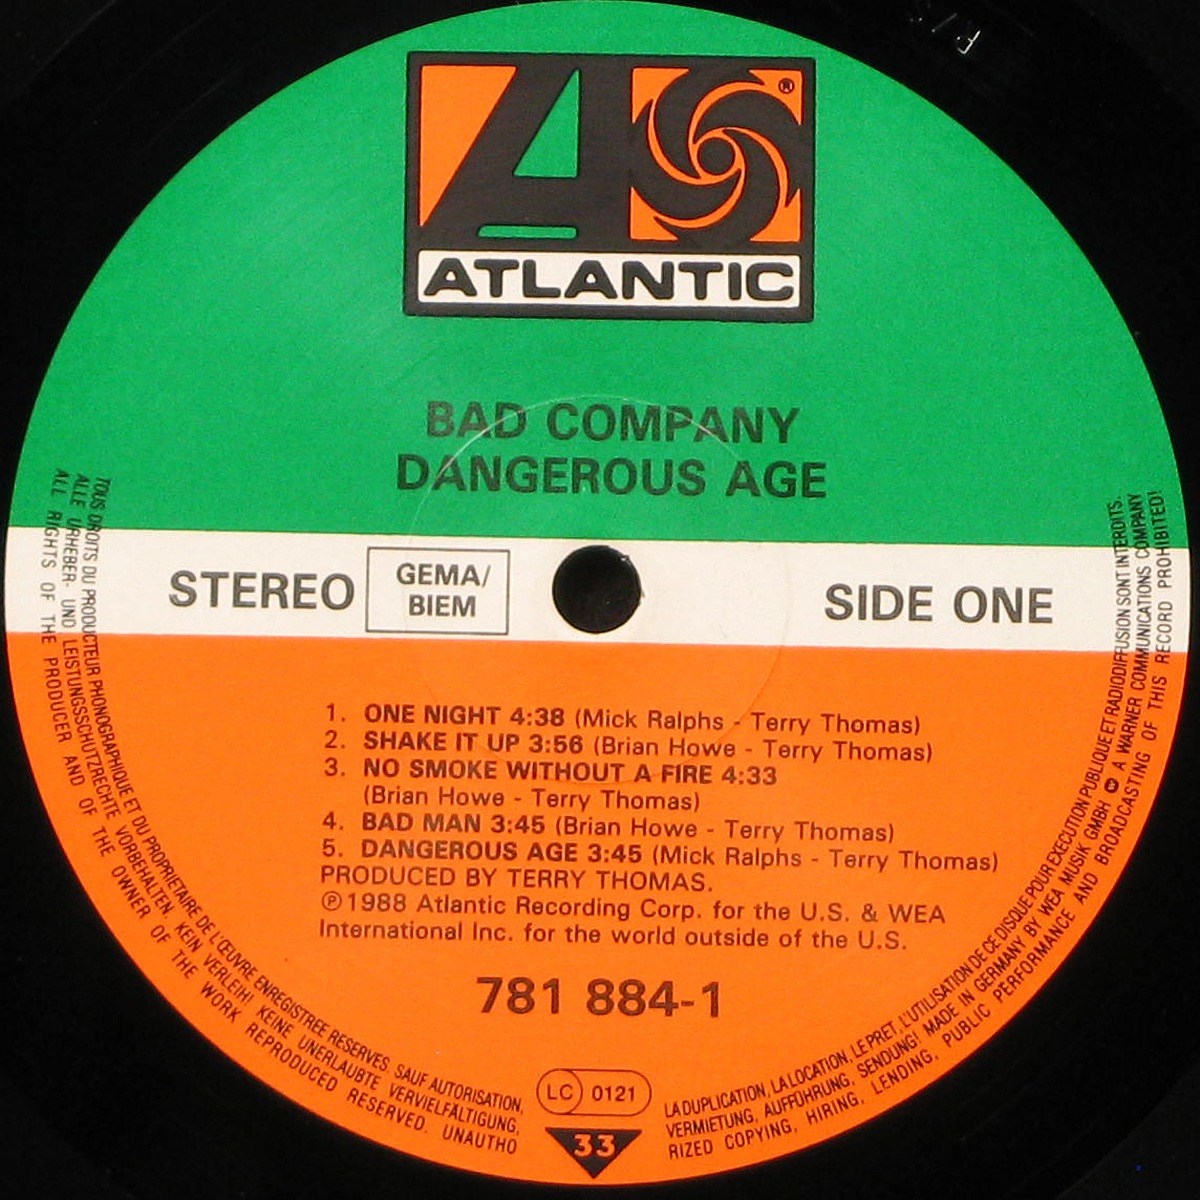 ®
ATLANTIC
BAD COMPANY
DANGEROUS AGE
STEREO
GEMA/
BIEM
SIDE ONE
1. ONE NIGHT 4:38 (Mick Ralphs - Terry Thomas)
2. SHAKE IT UP 3:56 (Brian Howe - Terry Thomas)
3. NO SMOKE WITHOUT A FIRE 4:33
(Brian Howe - Terry Thomas)
4. BAD MAN 3:45 (Brian Howe - Terry Thomas)
5. DANGEROUS AGE 3:45 (Mick Ralphs - Terry Thomas)
PRODUCED BY TERRY THOMAS.
℗1988 Atlantic Recording Corp. for the U.S. & WEA
International Inc. for the world outside of the U.S.
781 884-1
LC 0121
33
TOUS DROITS DU PRODUCTEUR PHONOGRAPHIQUE ET DU PROPRIETAIRE DE L'ŒUVRE ENREGISTREE RESERVES. SAUF AUTORISATION, LA DUPLICATION, LA LOCATION, LE PRET, L'UTILISATION DE CE DISQUE POUR EXECUTION PUBLIQUE ET RADIODIFFUSION SONT INTERDITS.
ALLE URHEBER- UND LEISTUNGSSCHUTZRECHTE VORBEHALTEN. KEIN VERLEIH! KEINE UNERLAUBTE VERVIELFÄLTIGUNG, VERMIETUNG, AUFFÜHRUNG, SENDUNG! MADE IN GERMANY BY WEA MUSIK GMBH A WARNER COMMUNICATIONS COMPANY
ALL RIGHTS OF THE PRODUCER AND OF THE OWNER OF THE WORK REPRODUCED RESERVED. UNAUTHORIZED COPYING, HIRING, LENDING, PUBLIC PERFORMANCE AND BROADCASTING OF THIS RECORD PROHIBITED!